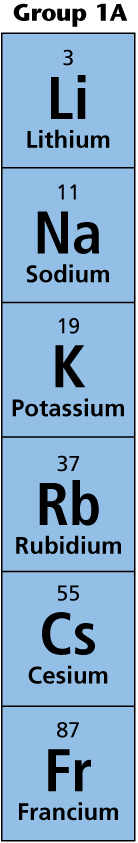 Group 1A
3
Li
Lithium
11
Na
Sodium
19
K
Potassium
37
Rb
Rubidium
55
Cs
Cesium
87
Fr
Francium